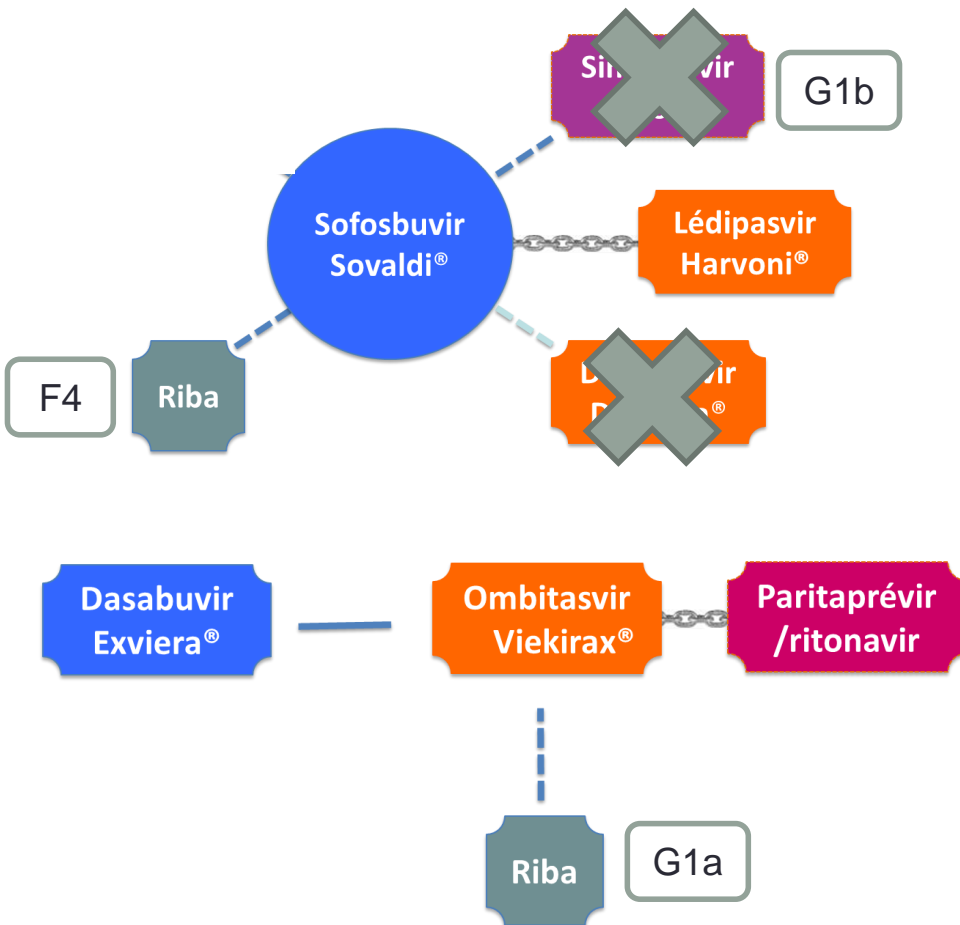 G1b
Sofosbuvir
Sovaldi®
Lédipasvir
Harvoni®
F4
Riba
Dasabuvir
Exviera®
Ombitasvir
Viekirax®
Paritaprévir
/ritonavir
Riba
G1a